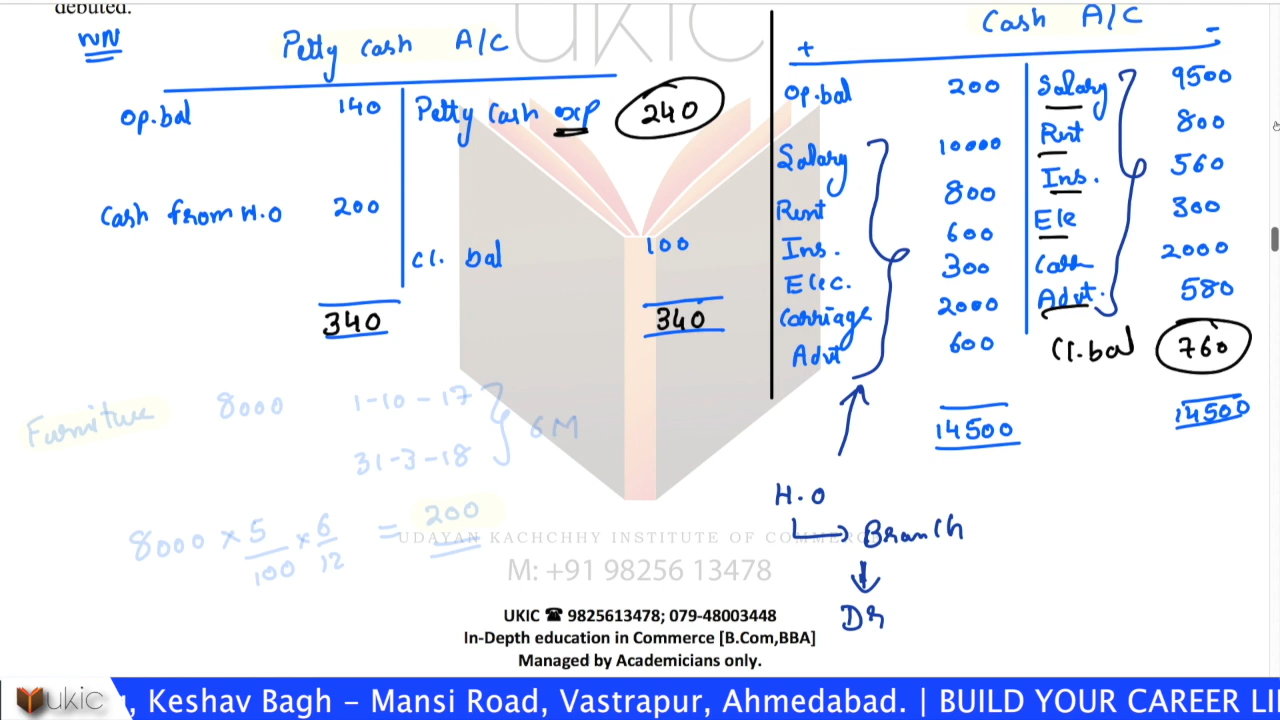 debuted.
WN
Petty cash A/C
Op.bal 140 Petty Cash exp 240
Cash from H.O 200
Cl. bal 100
340 340
Furniture 8000 1-10-17
31-3-18 6M
8000 × 5/100 × 6/12 = 200
Cash A/C
+ -
Op.bal 200 Salary 9500
Salary 10000 Rent 800
Rent 800 Ins. 560
Ins. 600 Ele 300
Elec. 300 2000
Carriage 2000 Advt. 580
Advt 600 Cl.bal 760
14500 14500
H.O
Branch
Dr
UKIC
UDAYAN KACHCHHY INSTITUTE OF COMMERCE
M: +91 98256 13478
UKIC ☎ 9825613478; 079-48003448
In-Depth education in Commerce [B.Com,BBA]
Managed by Academicians only.
ukic , Keshav Bagh – Mansi Road, Vastrapur, Ahmedabad. | BUILD YOUR CAREER LI